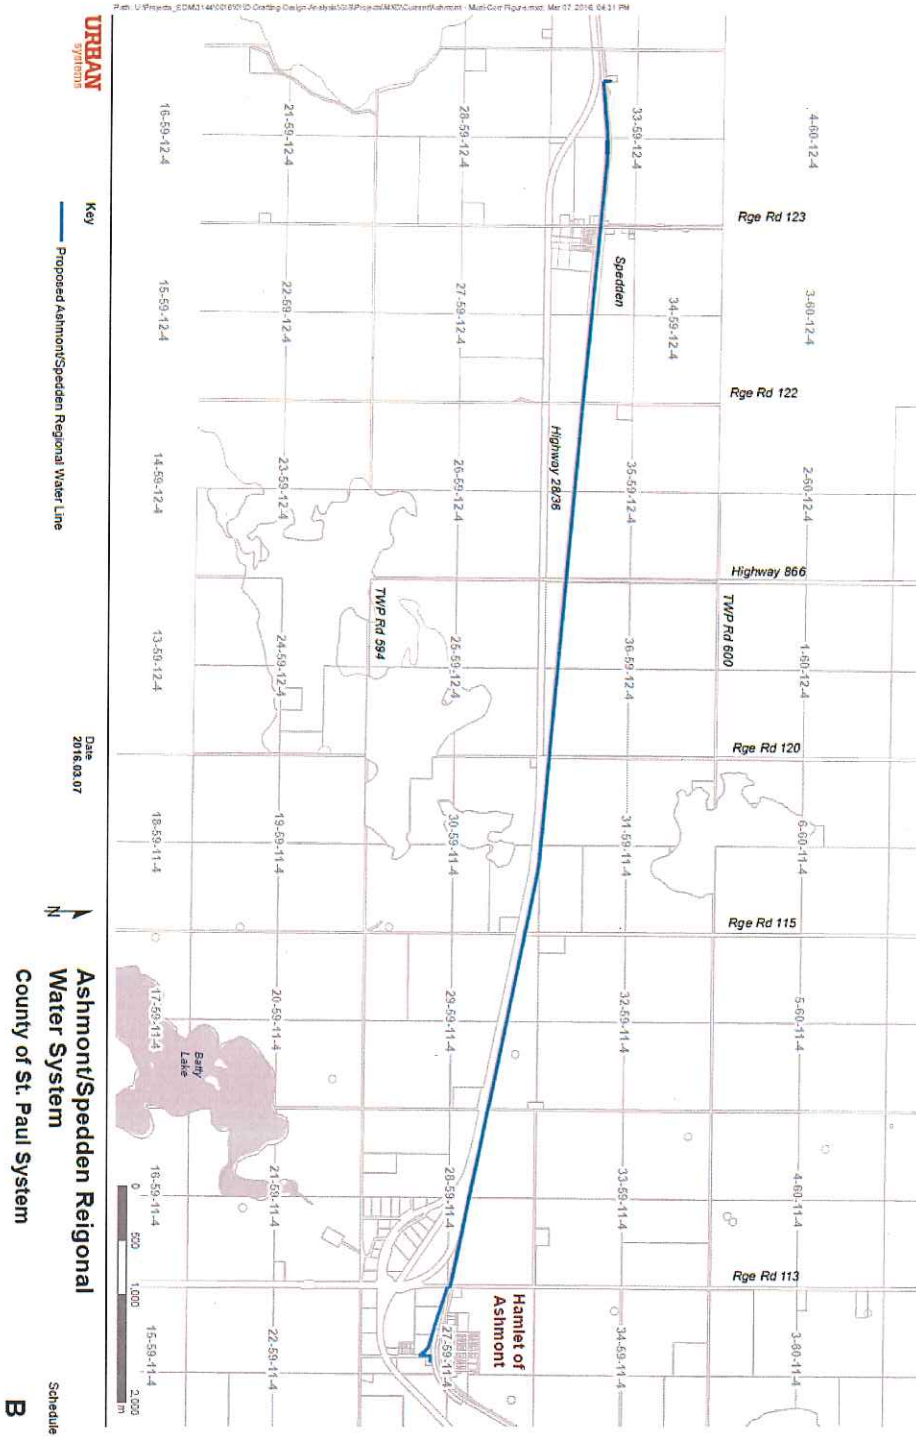 URBAN
systems
Key
Proposed Ashmont/Spedden Regional Water Line
Date
2016.03.07
N
Ashmont/Spedden Reigonal
Water System
County of St. Paul System
Schedule
B
0
500
1,000
2,000
m
4-60-12-4
3-60-12-4
2-60-12-4
1-60-12-4
6-60-11-4
5-60-11-4
4-60-11-4
3-60-11-4
Rge Rd 123
Rge Rd 122
Highway 866
TWP Rd 600
Rge Rd 120
Rge Rd 115
Rge Rd 113
33-59-12-4
34-59-12-4
35-59-12-4
36-59-12-4
31-59-11-4
32-59-11-4
33-59-11-4
34-59-11-4
Spedden
Highway 28/36
Hamlet of
Ashmont
28-59-12-4
27-59-12-4
26-59-12-4
25-59-12-4
30-59-11-4
29-59-11-4
28-59-11-4
27-59-11-4
TWP Rd 594
21-59-12-4
22-59-12-4
23-59-12-4
24-59-12-4
19-59-11-4
20-59-11-4
21-59-11-4
22-59-11-4
Batty
Lake
16-59-12-4
15-59-12-4
14-59-12-4
13-59-12-4
18-59-11-4
17-59-11-4
16-59-11-4
15-59-11-4